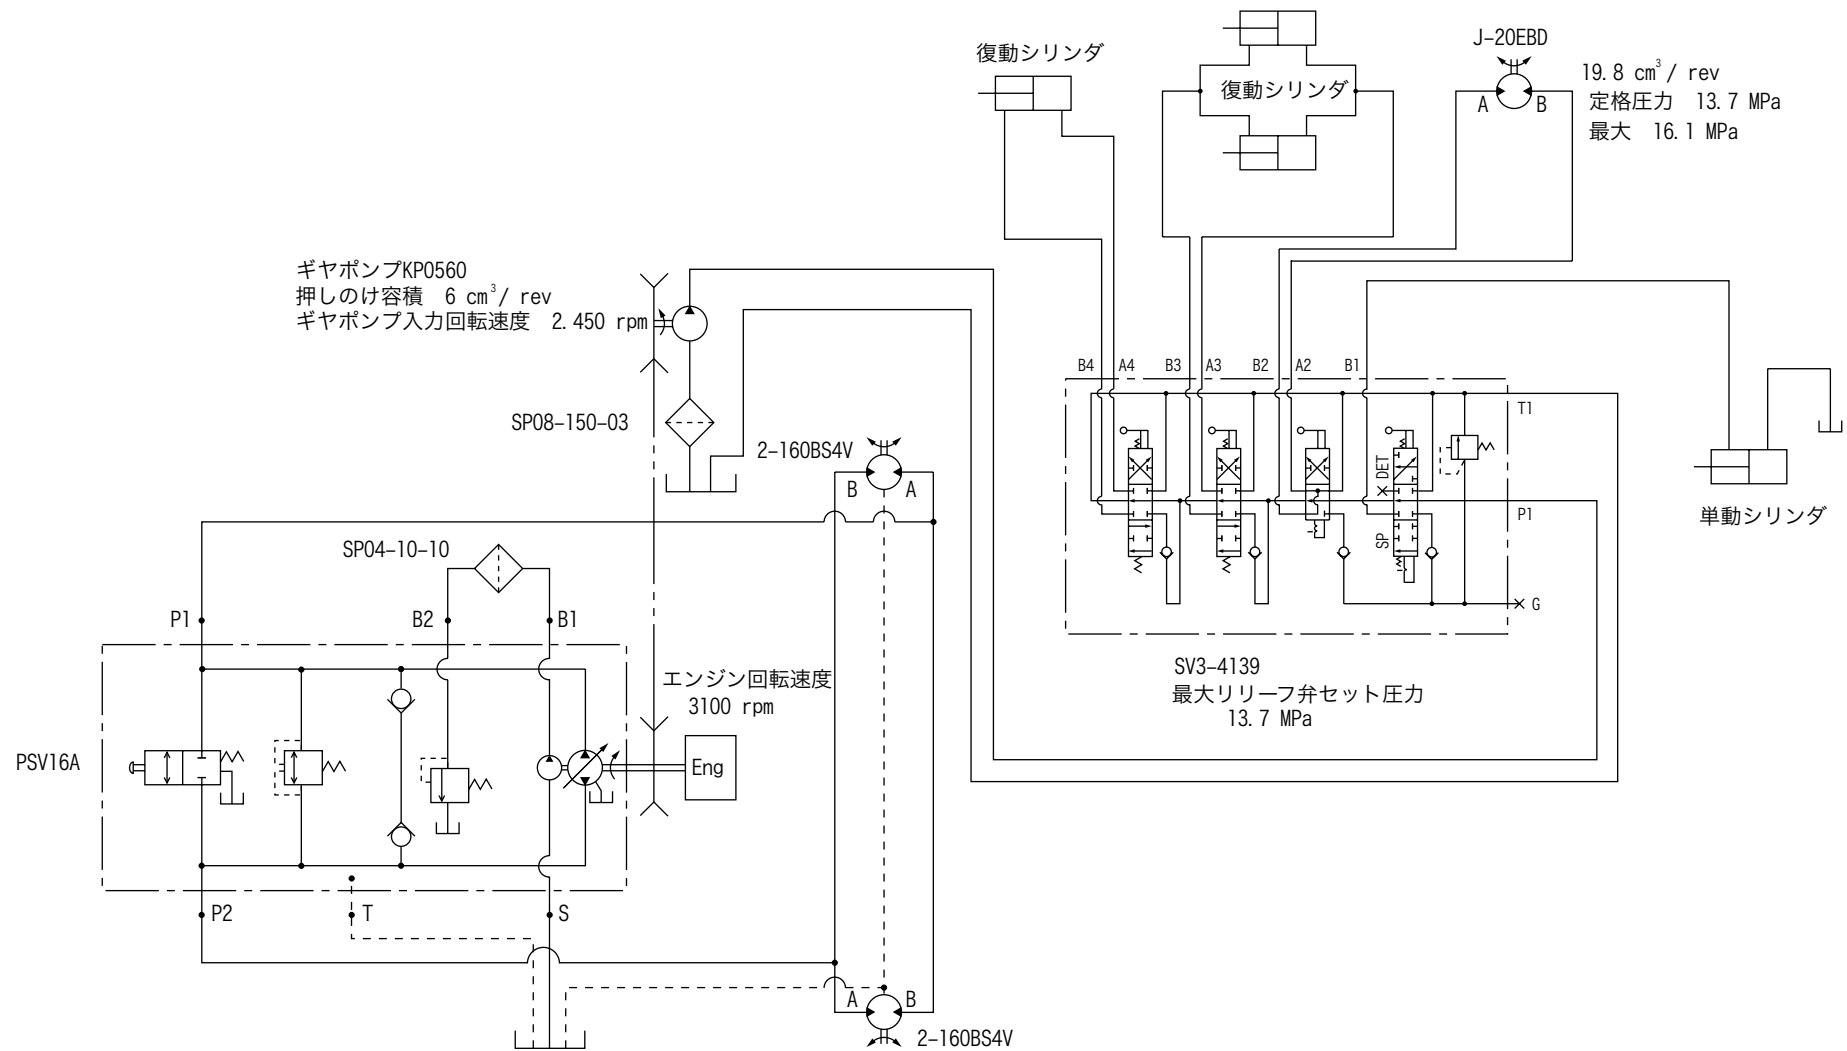 復動シリンダ
復動シリンダ
J-20EBD
A
B
19.8 cm³/ rev
定格圧力 13.7 MPa
最大 16.1 MPa
ギヤポンプKP0560
押しのけ容積 6 cm³/ rev
ギヤポンプ入力回転速度 2.450 rpm
B4
A4
B3
A3
B2
A2
B1
T1
SP08-150-03
2-160BS4V
B
A
DET
P1
単動シリンダ
SP
SP04-10-10
G
P1
B2
B1
SV3-4139
最大リリーフ弁セット圧力
13.7 MPa
エンジン回転速度
3100 rpm
PSV16A
Eng
P2
T
S
A
B
2-160BS4V